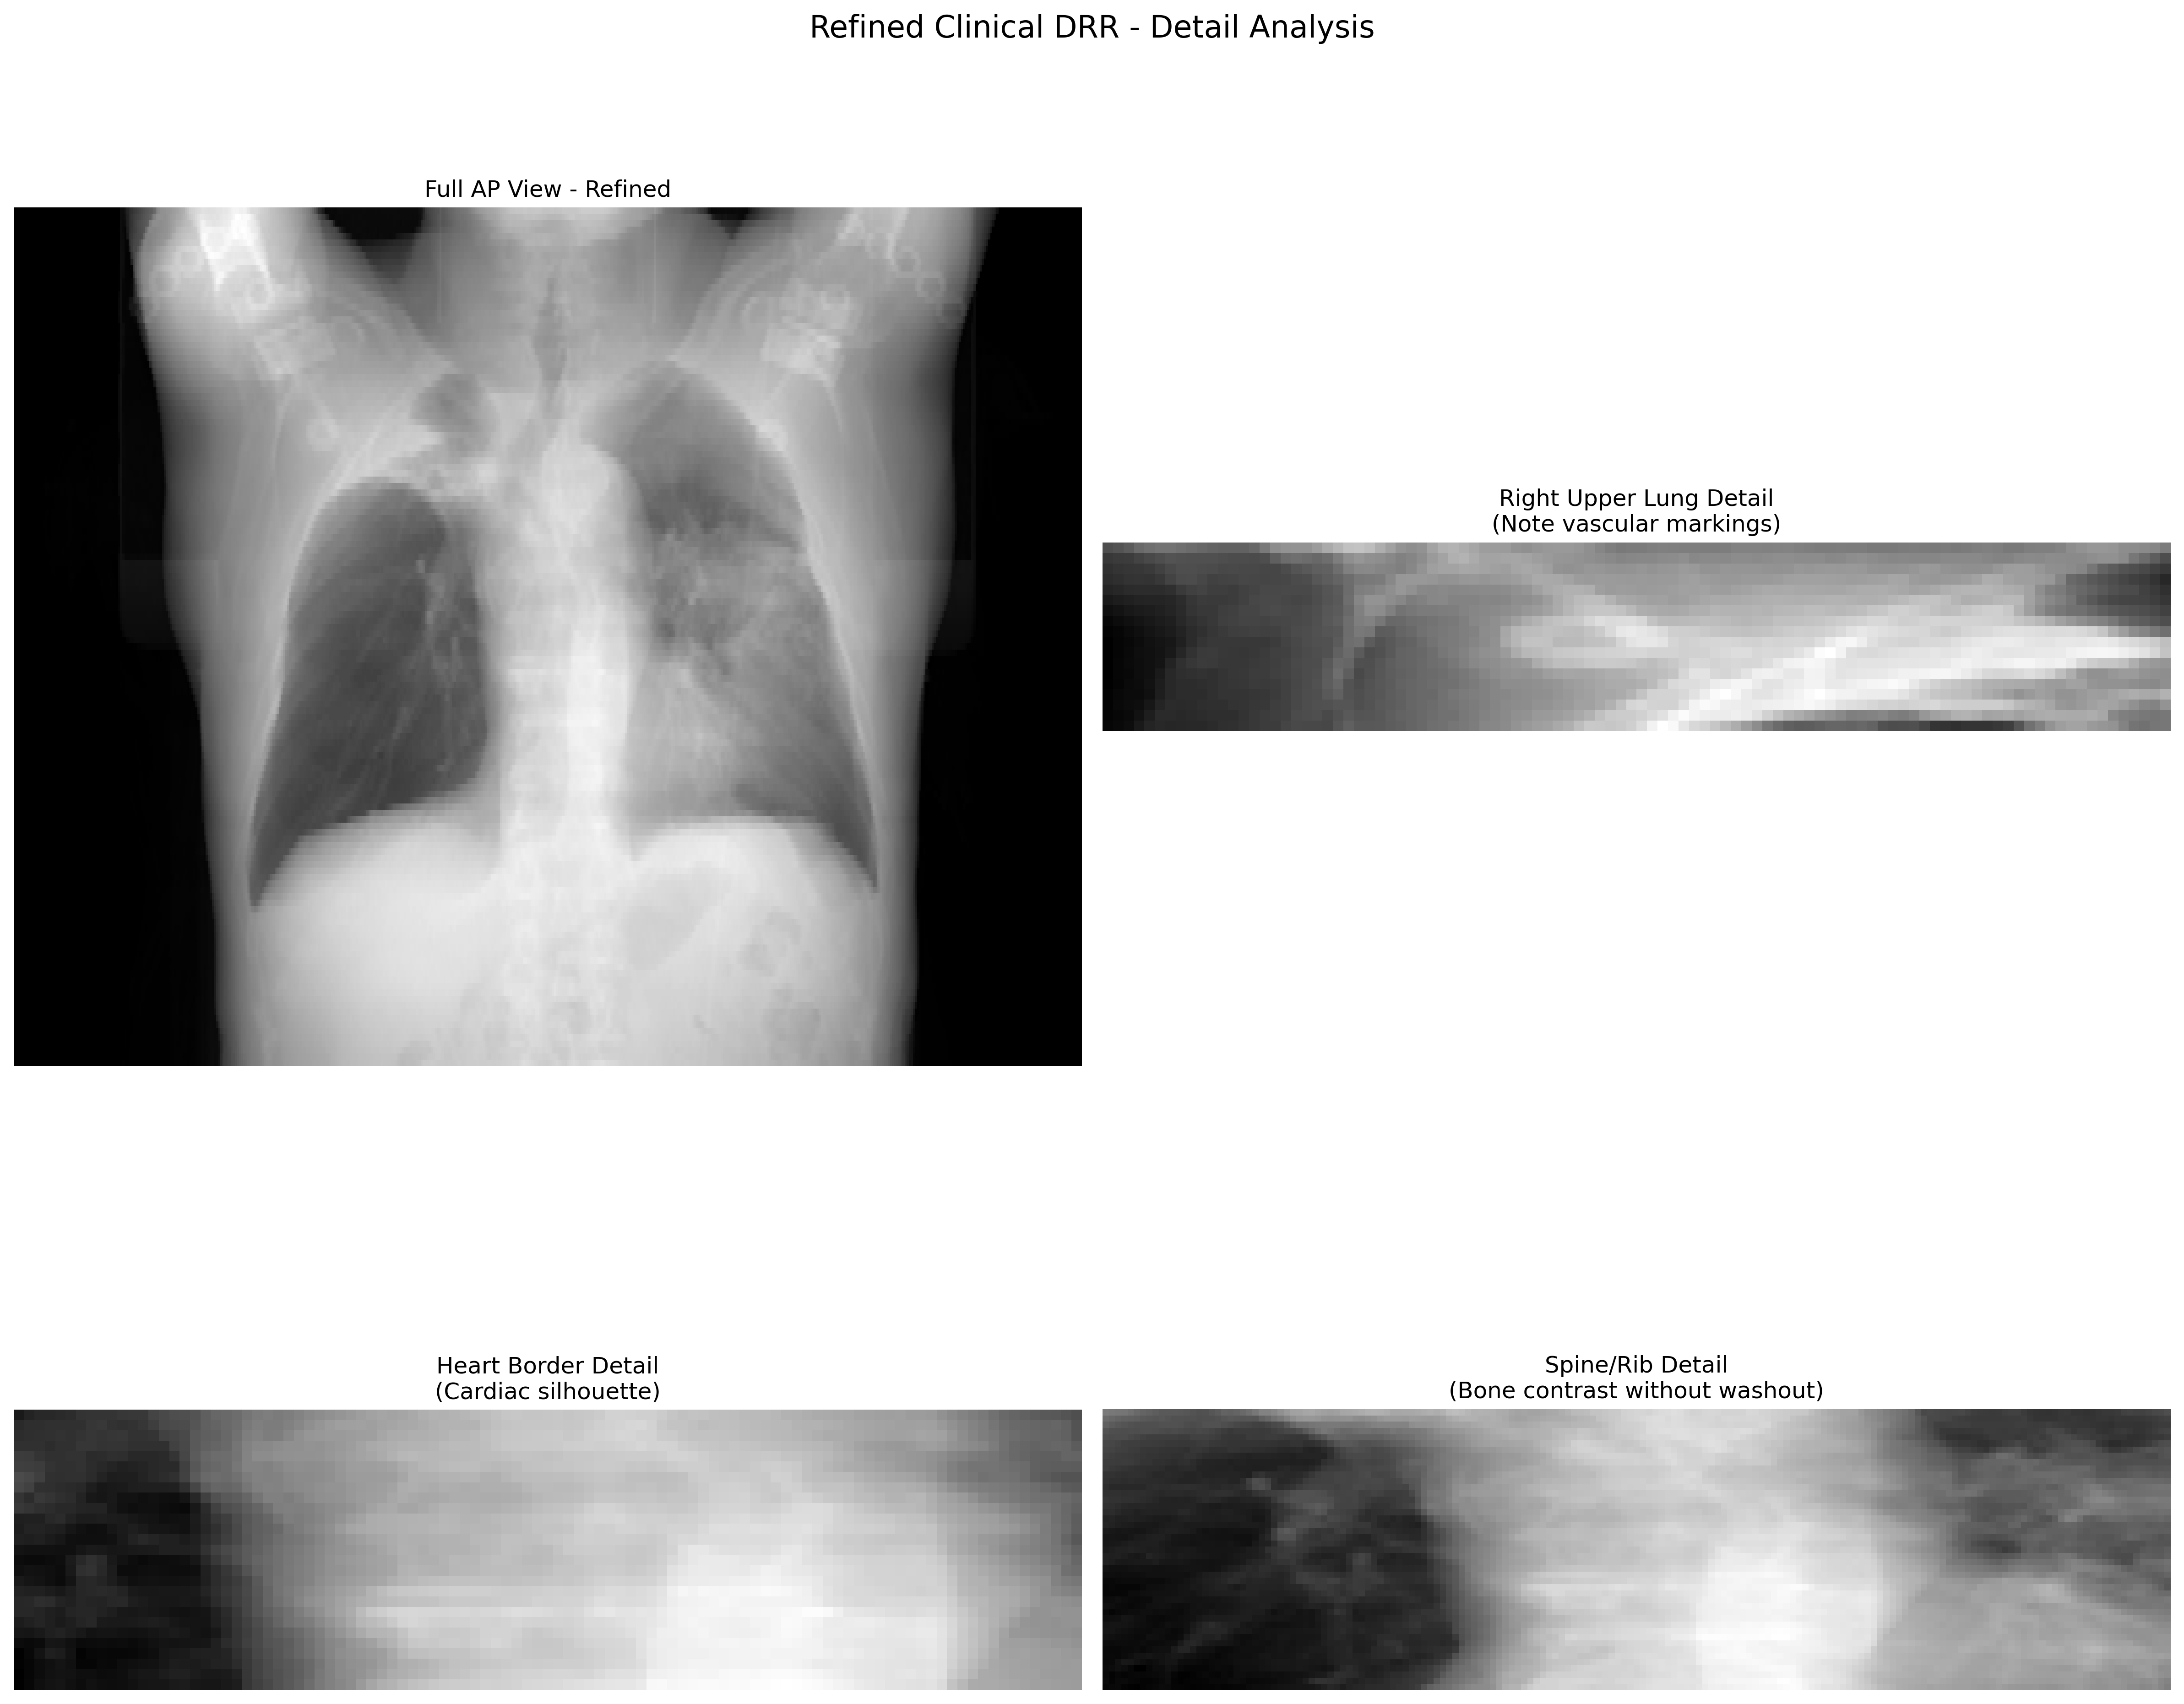 Refined Clinical DRR - Detail Analysis
Full AP View - Refined
Right Upper Lung Detail
(Note vascular markings)
Heart Border Detail
(Cardiac silhouette)
Spine/Rib Detail
(Bone contrast without washout)